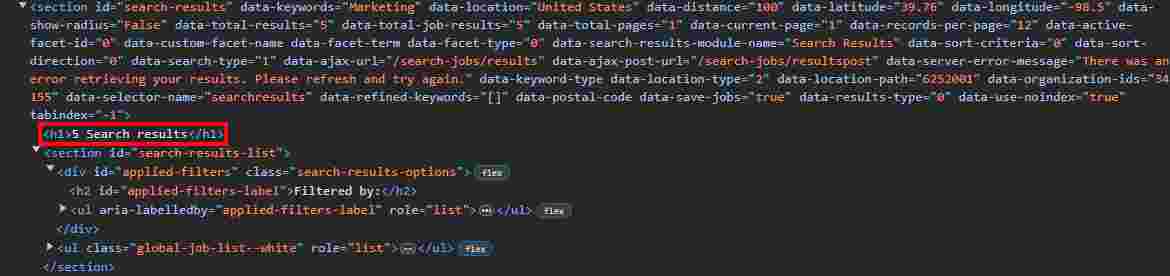 <section id="search-results" data-keywords="Marketing" data-location="United States" data-distance="100" data-latitude="39.76" data-longitude="-98.5" data-
show-radius="False" data-total-results="5" data-total-job-results="5" data-total-pages="1" data-current-page="1" data-records-per-page="12" data-active-
facet-id="0" data-custom-facet-name data-facet-term data-facet-type="0" data-search-results-module-name="Search Results" data-sort-criteria="0" data-sort-
direction="0" data-search-type="1" data-ajax-url="/search-jobs/results" data-ajax-post-url="/search-jobs/resultspost" data-server-error-message="There was an
error retrieving your results. Please refresh and try again." data-keyword-type data-location-type="2" data-location-path="6252001" data-organization-ids="34
155" data-selector-name="searchresults" data-refined-keywords="[]" data-postal-code data-save-jobs="true" data-results-type="0" data-use-noindex="true"
tabindex="-1">
<h1>5 Search results</h1>
<section id="search-results-list">
<div id="applied-filters" class="search-results-options"> flex
<h2 id="applied-filters-label">Filtered by:</h2>
<ul aria-labelledby="applied-filters-label" role="list">…</ul> flex
</div>
<ul class="global-job-list--white" role="list">…</ul> flex
</section>